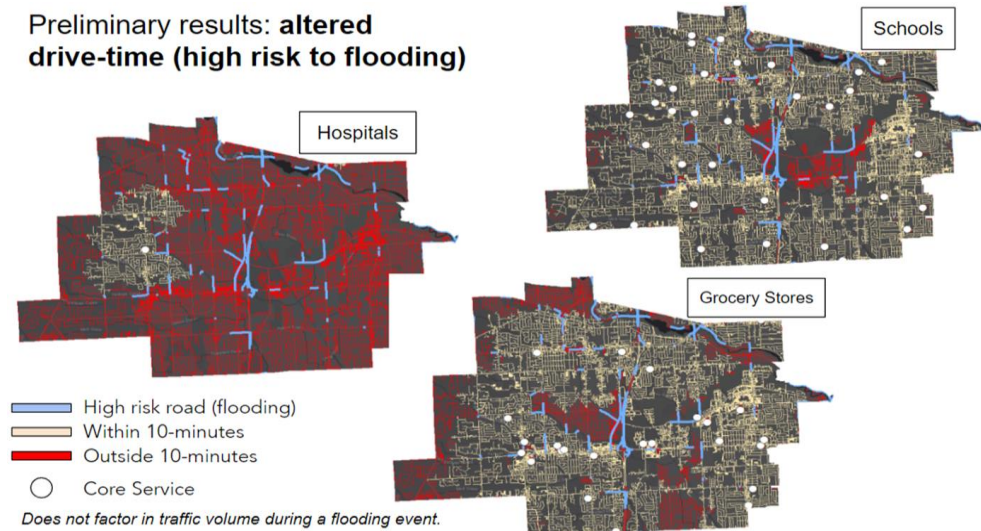 Preliminary results: altered
drive-time (high risk to flooding)
Schools
Hospitals
Grocery Stores
High risk road (flooding)
Within 10-minutes
Outside 10-minutes
Core Service
Does not factor in traffic volume during a flooding event.